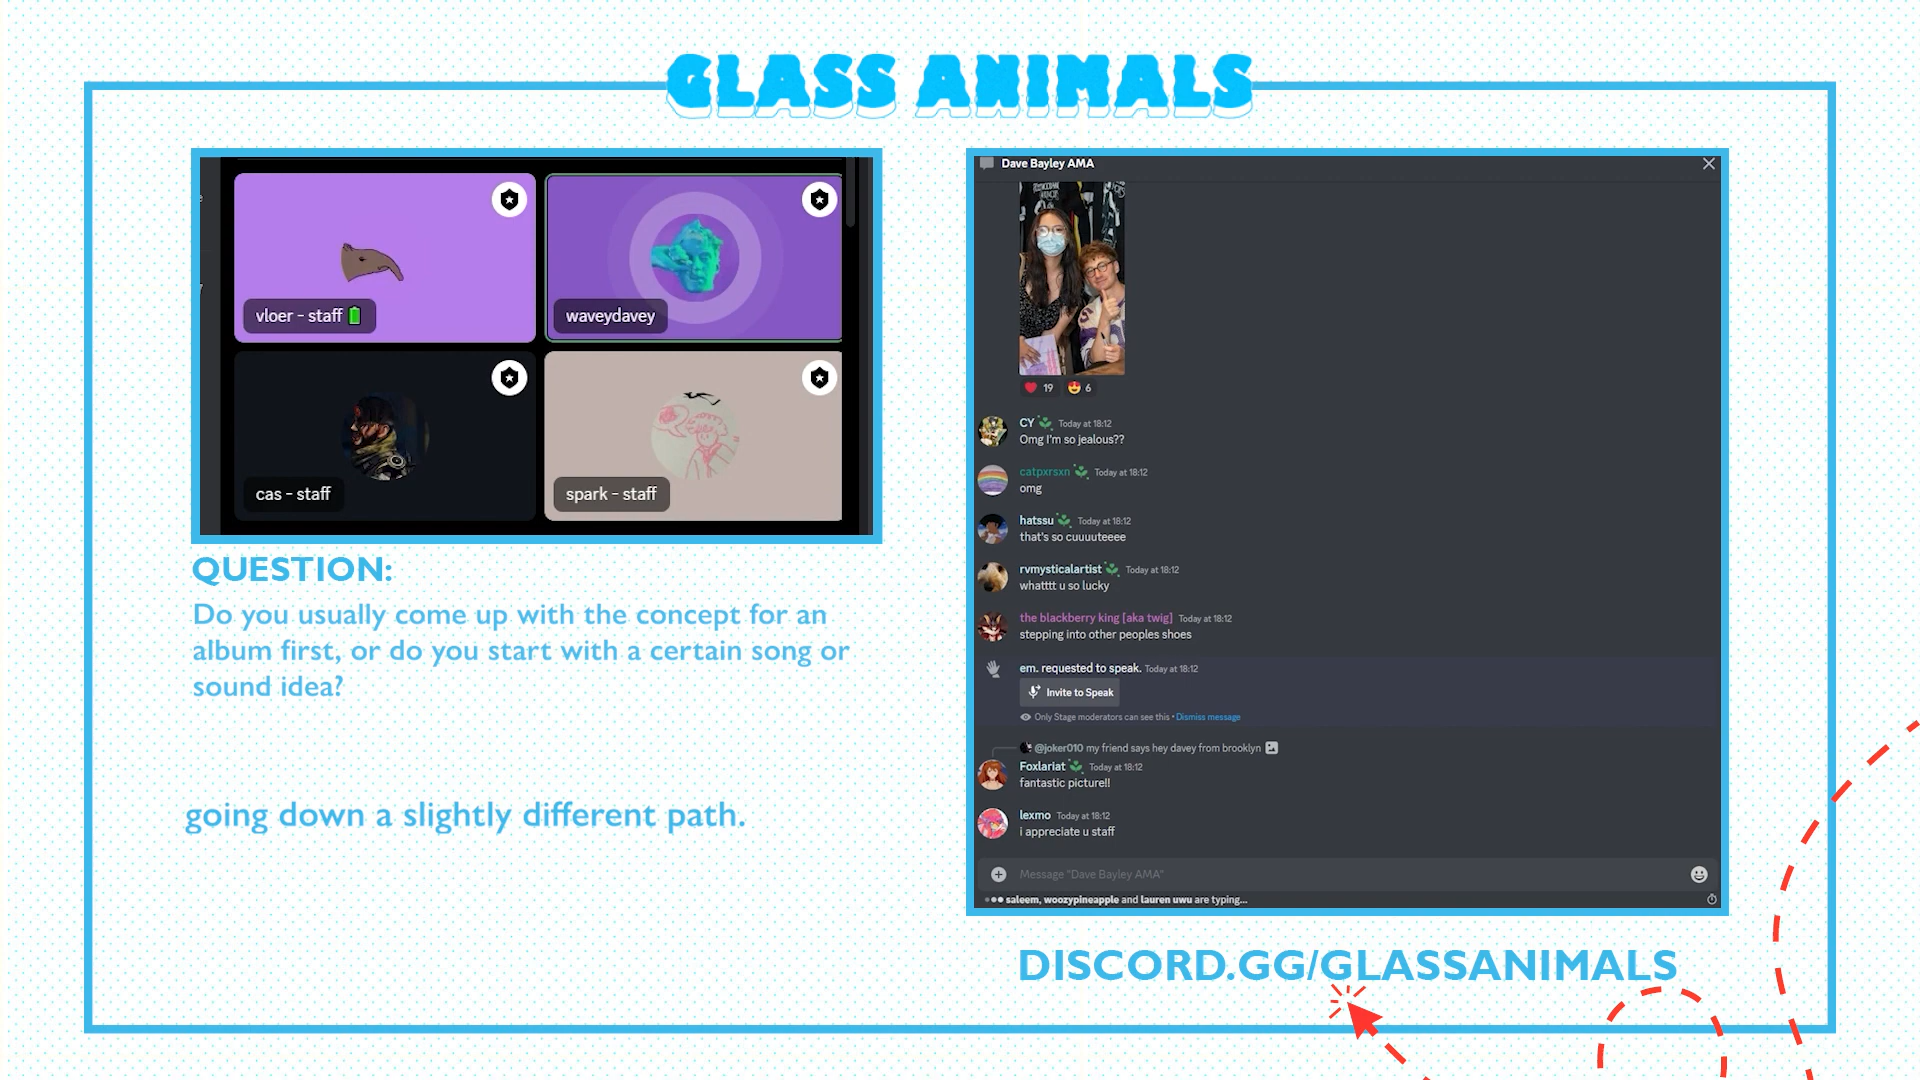 GLASS ANIMALS
vloer - staff
waveydavey
cas - staff
spark - staff
QUESTION:
Do you usually come up with the concept for an
album first, or do you start with a certain song or
sound idea?
going down a slightly different path.
Dave Bayley AMA
19
6
CY Today at 18:12
Omg I'm so jealous??
catpxrsxn Today at 18:12
omg
hatssu Today at 18:12
that's so cuuuuteeee
rvmysticalartist Today at 18:12
whatttt u so lucky
the blackberry king [aka twig] Today at 18:12
stepping into other peoples shoes
em. requested to speak. Today at 18:12
Invite to Speak
Only Stage moderators can see this • Dismiss message
@joker010 my friend says hey davey from brooklyn
Foxlariat Today at 18:12
fantastic picture!!
lexmo Today at 18:12
i appreciate u staff
Message "Dave Bayley AMA"
saleem, woozypineapple and lauren uwu are typing...
DISCORD.GG/GLASSANIMALS